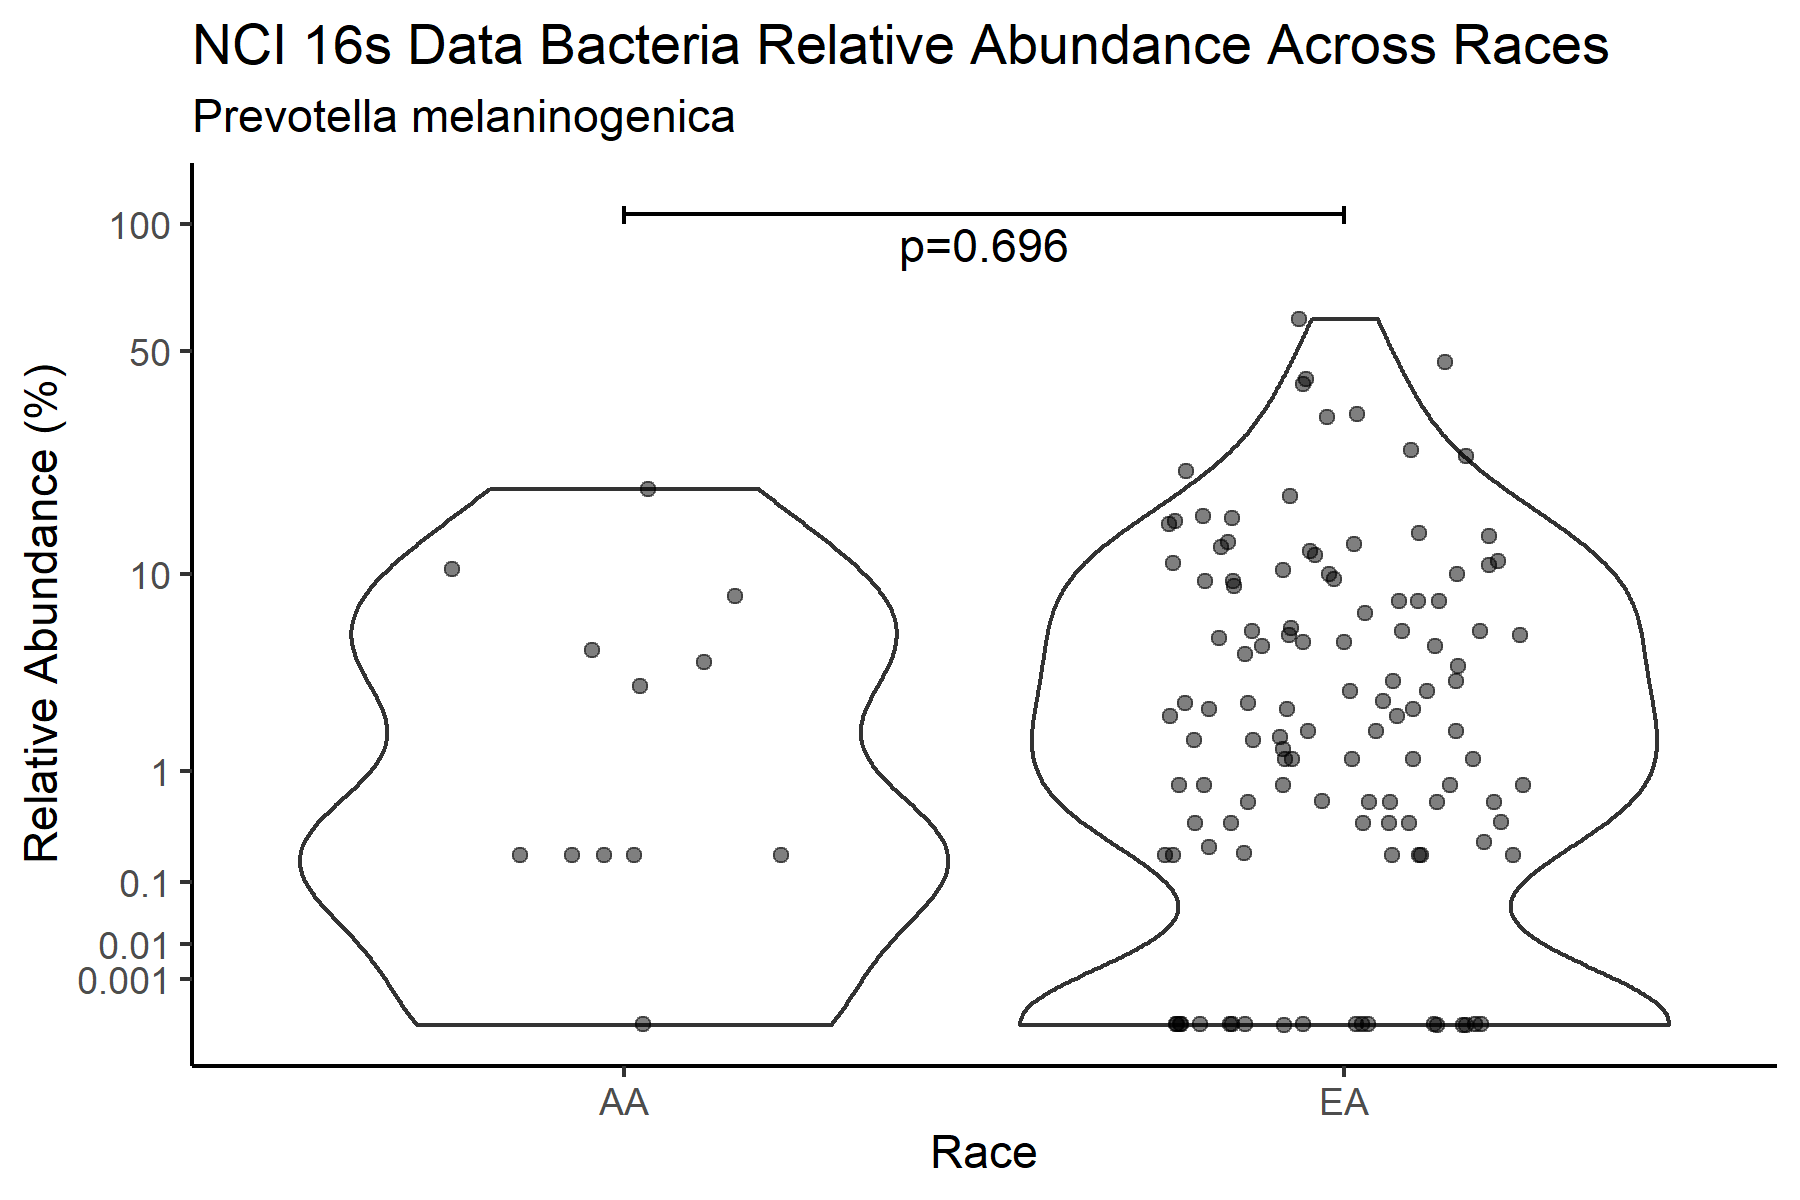 NCI 16s Data Bacteria Relative Abundance Across Races
Prevotella melaninogenica
Relative Abundance (%)
100
50
10
1
0.1
0.01
0.001
p=0.696
AA
EA
Race